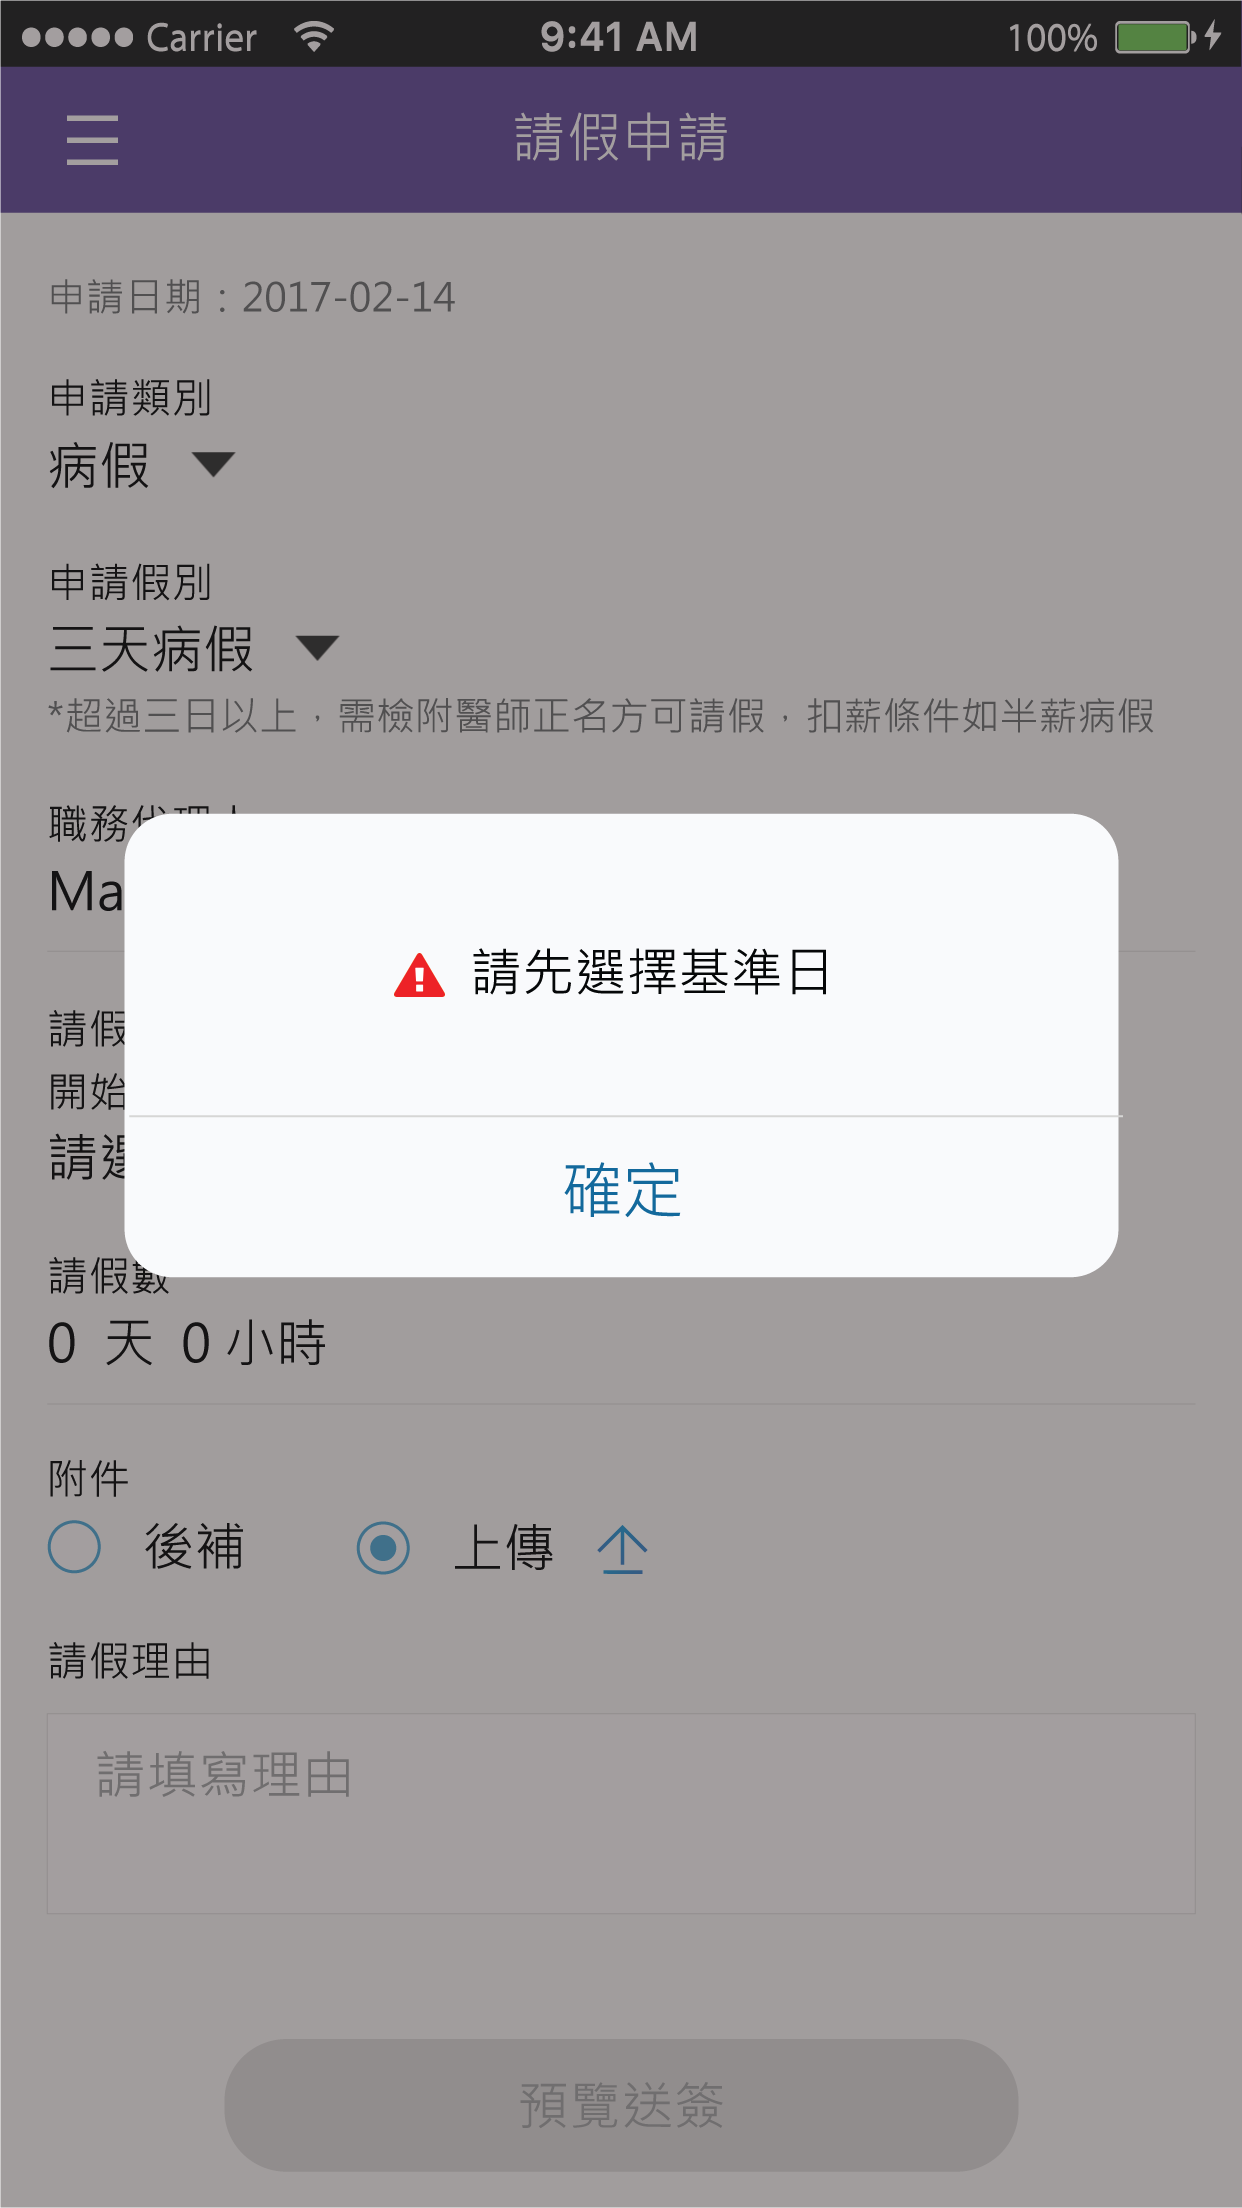 Carrier 9:41 AM 100%
請假申請
申請日期：2017-02-14
申請類別
病假
申請假別
三天病假
*超過三日以上，需檢附醫師正名方可請假，扣薪條件如半薪病假
職務代理人
Ma
請假
開始
請選
請先選擇基準日
確定
請假數
0 天 0 小時
附件
後補 上傳
請假理由
請填寫理由
預覽送簽